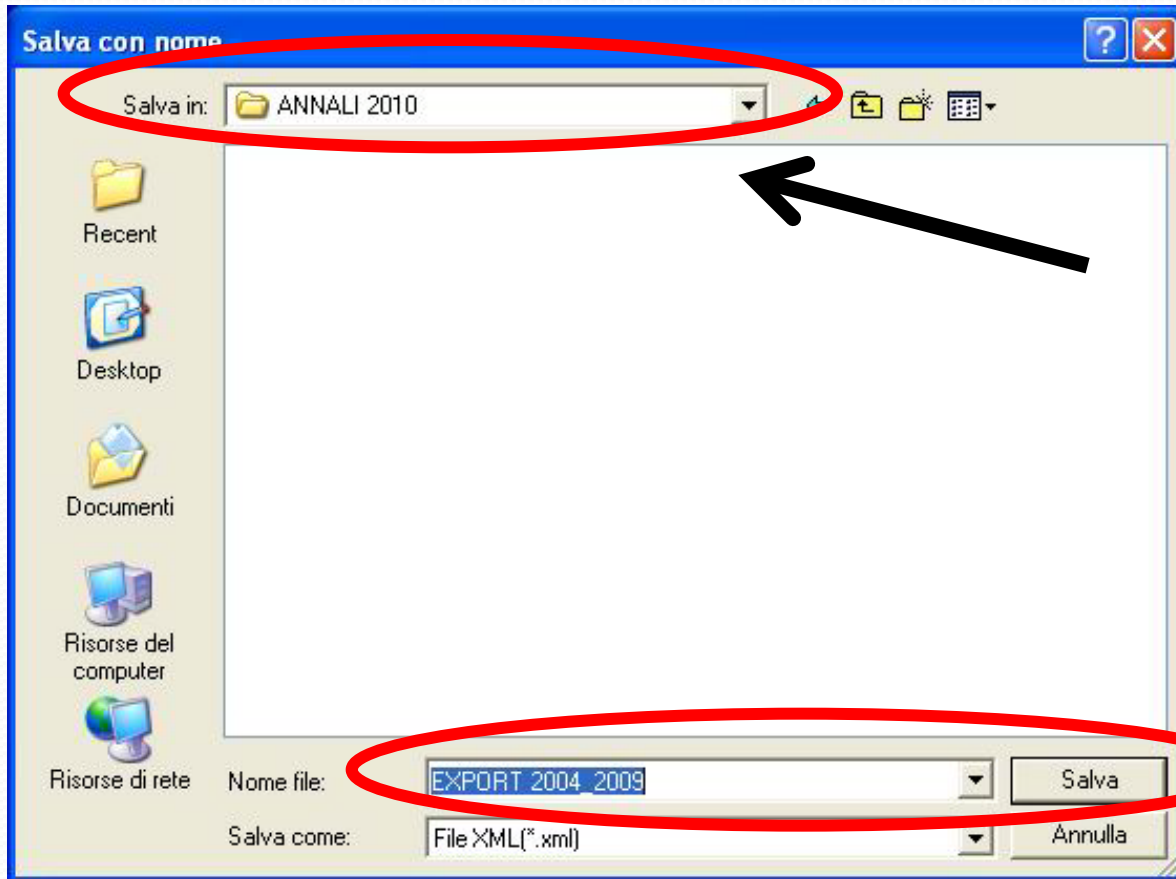 Salva con nome
Salva in: ANNALI 2010
Recent
Desktop
Documenti
Risorse del
computer
Risorse di rete
Nome file: EXPORT 2004_2009 Salva
Salva come: File XML(*.xml) Annulla